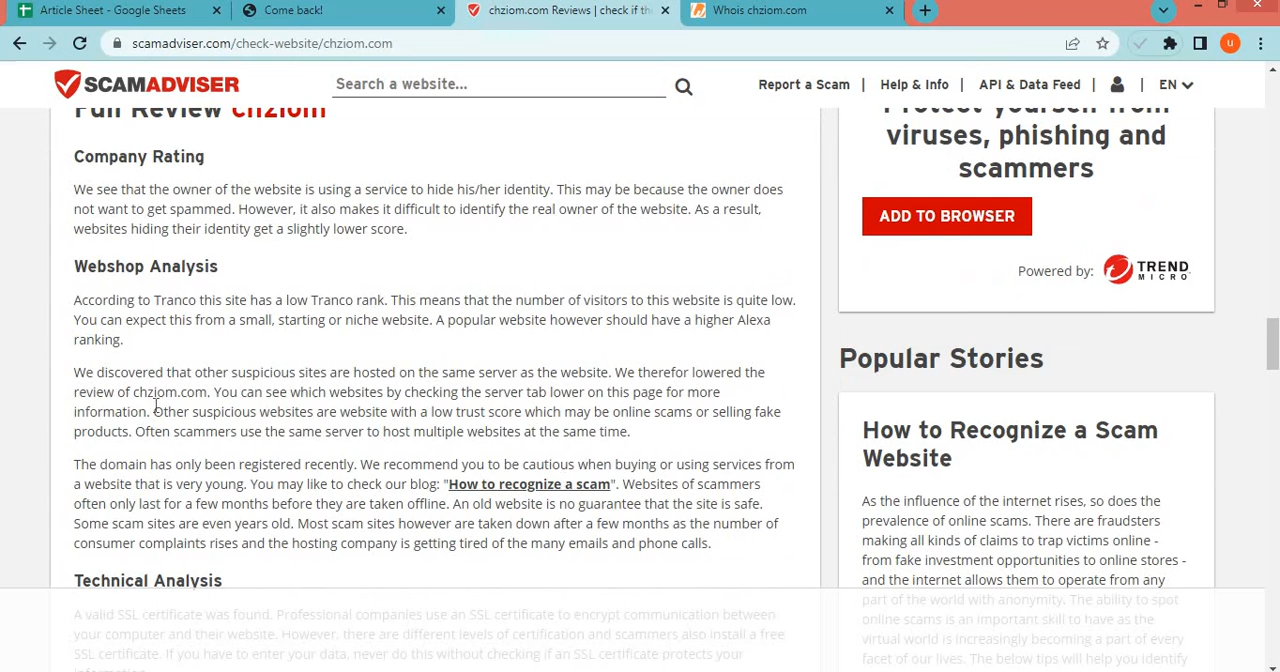 Article Sheet - Google Sheets
Come back!
chziom.com Reviews | check if the
Whois chziom.com
scamadviser.com/check-website/chziom.com
u
SCAMADVISER
Search a website...
Report a Scam | Help & Info | API & Data Feed | | EN
Full Review chziom
Company Rating
We see that the owner of the website is using a service to hide his/her identity. This may be because the owner does
not want to get spammed. However, it also makes it difficult to identify the real owner of the website. As a result,
websites hiding their identity get a slightly lower score.
Webshop Analysis
According to Tranco this site has a low Tranco rank. This means that the number of visitors to this website is quite low.
You can expect this from a small, starting or niche website. A popular website however should have a higher Alexa
ranking.
We discovered that other suspicious sites are hosted on the same server as the website. We therefor lowered the
review of chziom.com. You can see which websites by checking the server tab lower on this page for more
information. Other suspicious websites are website with a low trust score which may be online scams or selling fake
products. Often scammers use the same server to host multiple websites at the same time.
The domain has only been registered recently. We recommend you to be cautious when buying or using services from
a website that is very young. You may like to check our blog: "How to recognize a scam". Websites of scammers
often only last for a few months before they are taken offline. An old website is no guarantee that the site is safe.
Some scam sites are even years old. Most scam sites however are taken down after a few months as the number of
consumer complaints rises and the hosting company is getting tired of the many emails and phone calls.
Technical Analysis
A valid SSL certificate was found. Professional companies use an SSL certificate to encrypt communication between
your computer and their website. However, there are different levels of certification and scammers also install a free
SSL certificate. If you have to enter your data, never do this without checking if an SSL certificate protects your
information.
Protect yourself from
viruses, phishing and
scammers
ADD TO BROWSER
Powered by: TREND
MICRO
Popular Stories
How to Recognize a Scam
Website
As the influence of the internet rises, so does the
prevalence of online scams. There are fraudsters
making all kinds of claims to trap victims online -
from fake investment opportunities to online stores -
and the internet allows them to operate from any
part of the world with anonymity. The ability to spot
online scams is an important skill to have as the
virtual world is increasingly becoming a part of every
facet of our lives. The below tips will help you identify